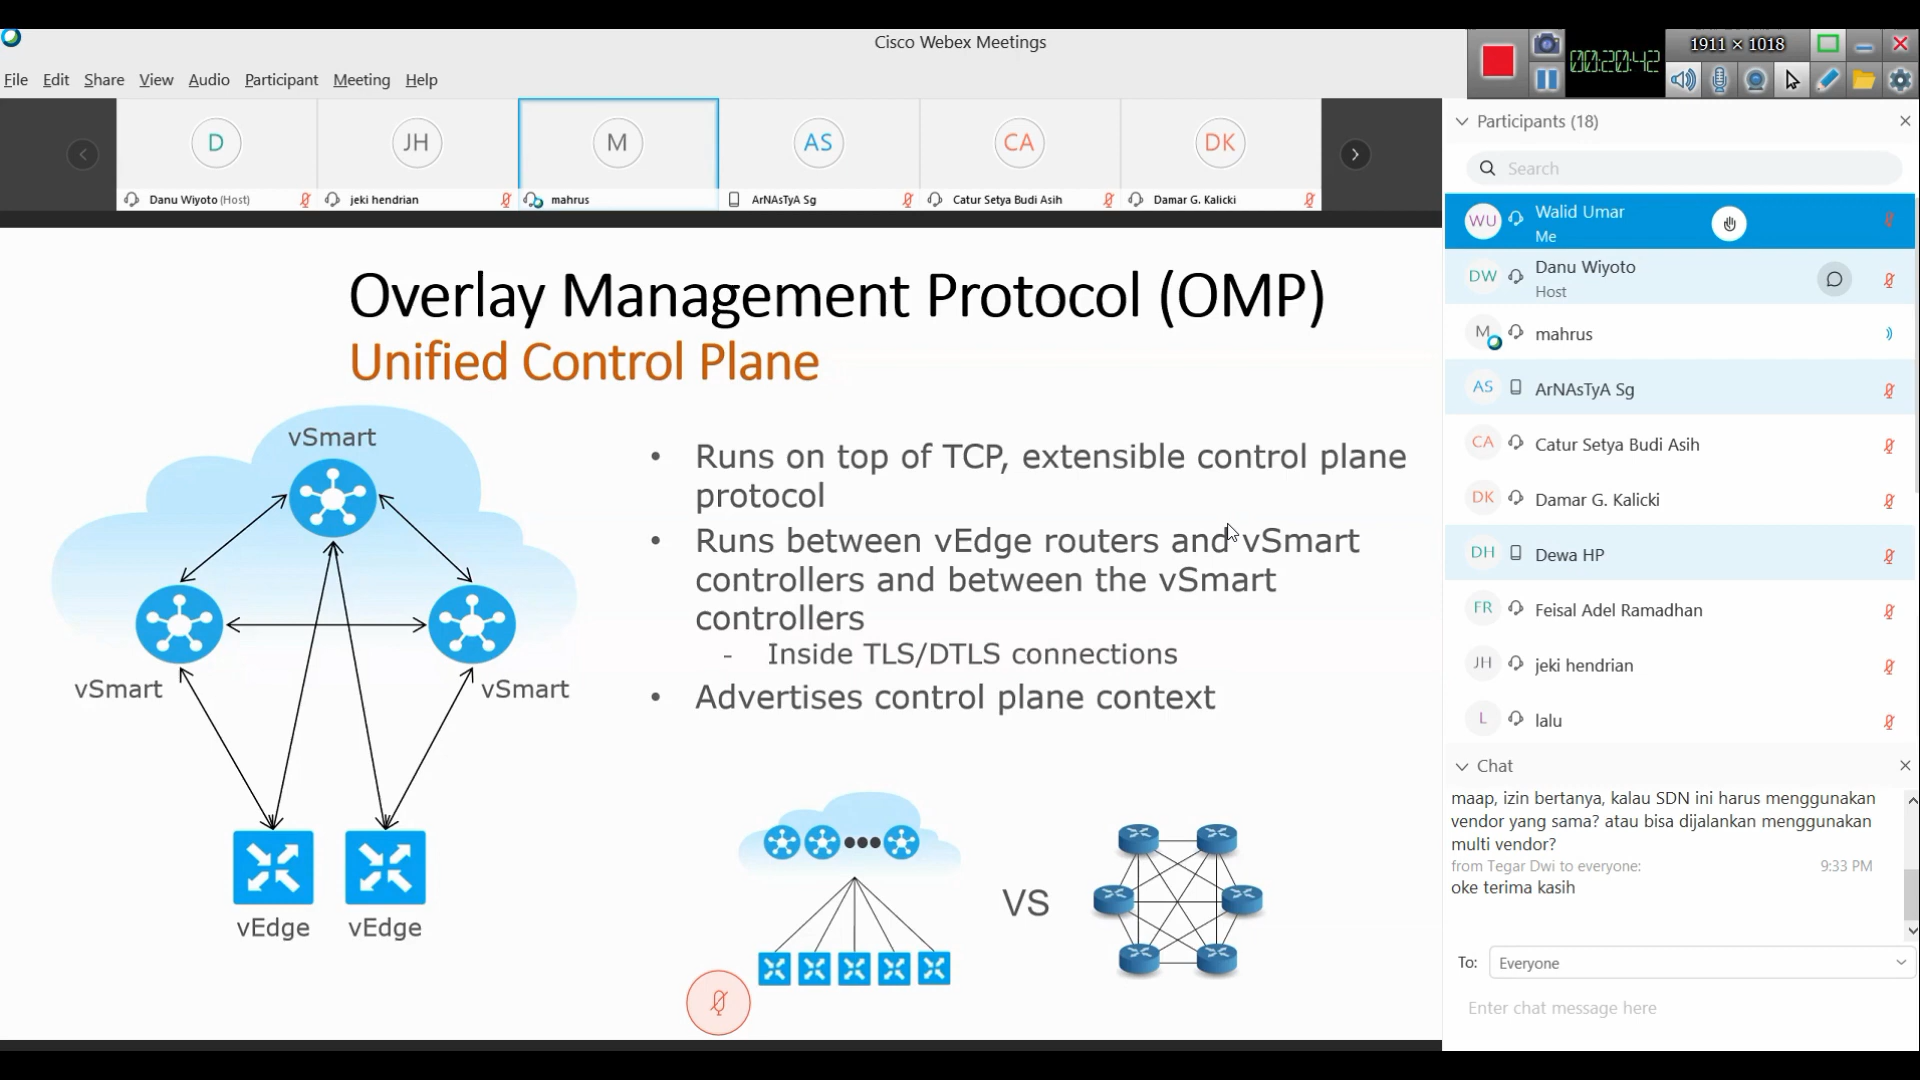 Cisco Webex Meetings
1911 × 1018
00:20:42
File Edit Share View Audio Participant Meeting Help
D
JH
M
AS
CA
DK
Danu Wiyoto (Host)
jeki hendrian
mahrus
ArNAsTyA Sg
Catur Setya Budi Asih
Damar G. Kalicki
Overlay Management Protocol (OMP)
Unified Control Plane
vSmart
vSmart
vSmart
vEdge
vEdge
• Runs on top of TCP, extensible control plane
protocol
• Runs between vEdge routers and vSmart
controllers and between the vSmart
controllers
- Inside TLS/DTLS connections
• Advertises control plane context
VS
Participants (18)
Search
WU
Walid Umar
Me
DW
Danu Wiyoto
Host
M
mahrus
AS
ArNAsTyA Sg
CA
Catur Setya Budi Asih
DK
Damar G. Kalicki
DH
Dewa HP
FR
Feisal Adel Ramadhan
JH
jeki hendrian
L
lalu
Chat
maap, izin bertanya, kalau SDN ini harus menggunakan
vendor yang sama? atau bisa dijalankan menggunakan
multi vendor?
from Tegar Dwi to everyone: 9:33 PM
oke terima kasih
To: Everyone
Enter chat message here